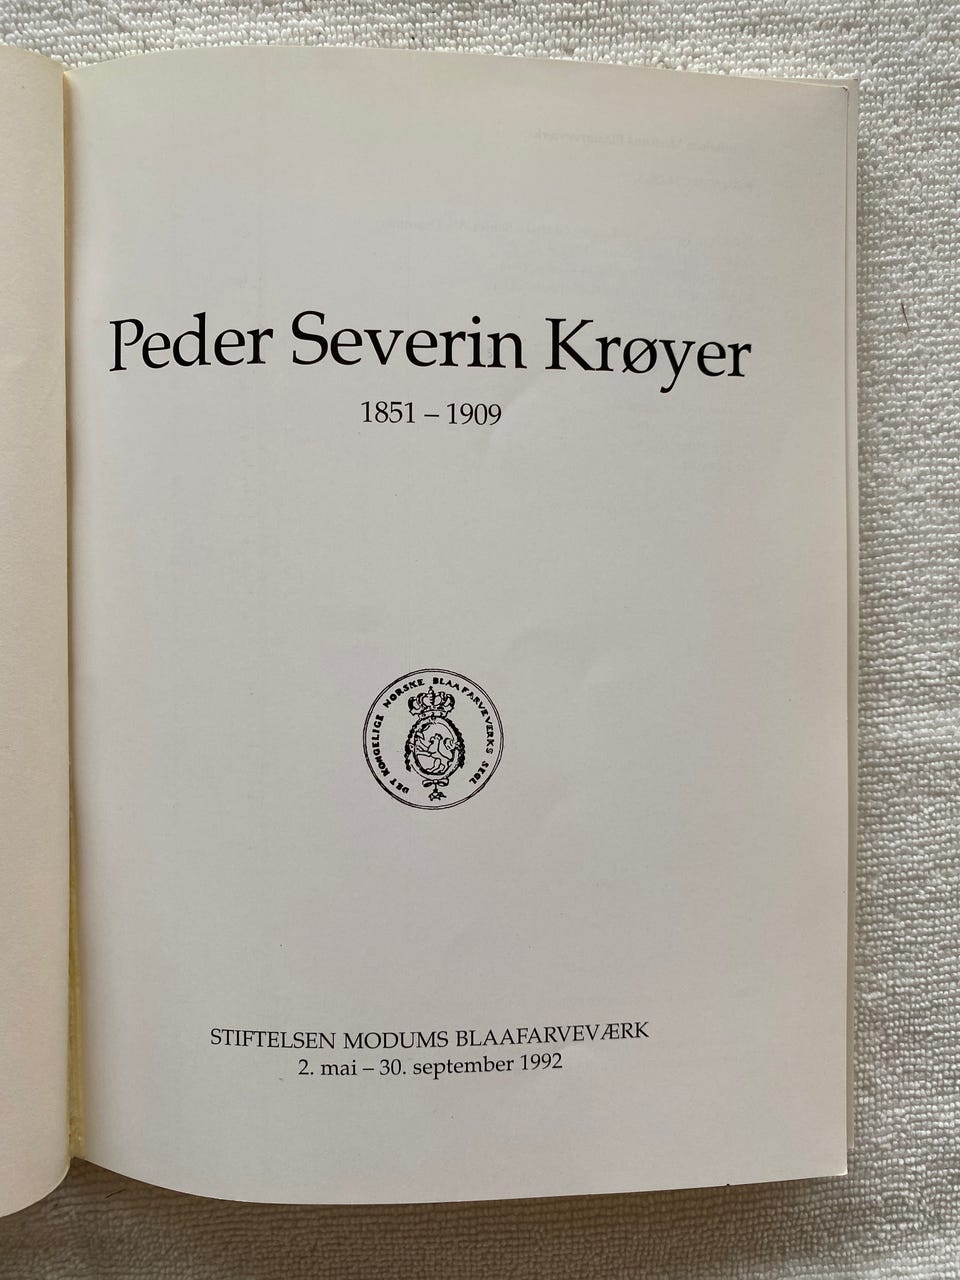 Peder Severin Krøyer
1851 – 1909
DET KONGELIGE NORSKE BLAAFARVEVERKS SEGL
STIFTELSEN MODUMS BLAAFARVEVÆRK
2. mai – 30. september 1992